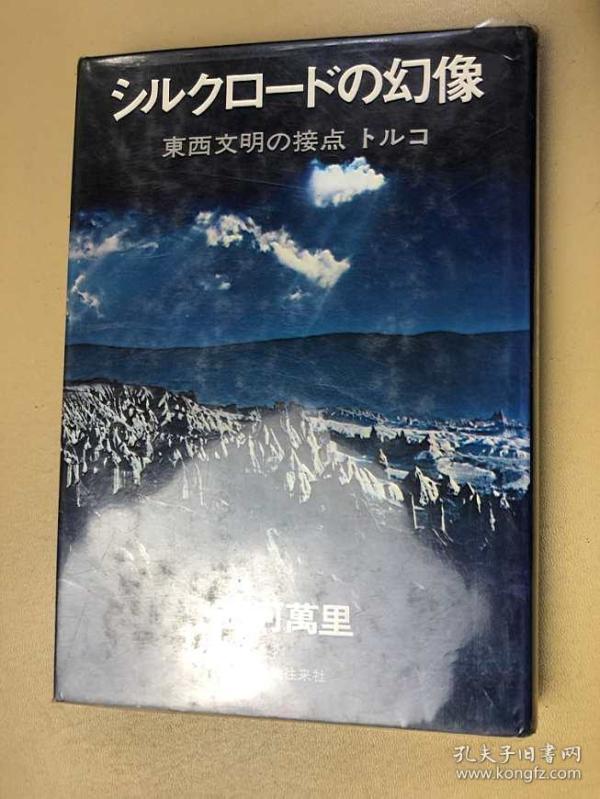 シルクロードの幻像
東西文明の接点 トルコ
萬里
往来社
孔夫子旧書网
www.kongfz.com